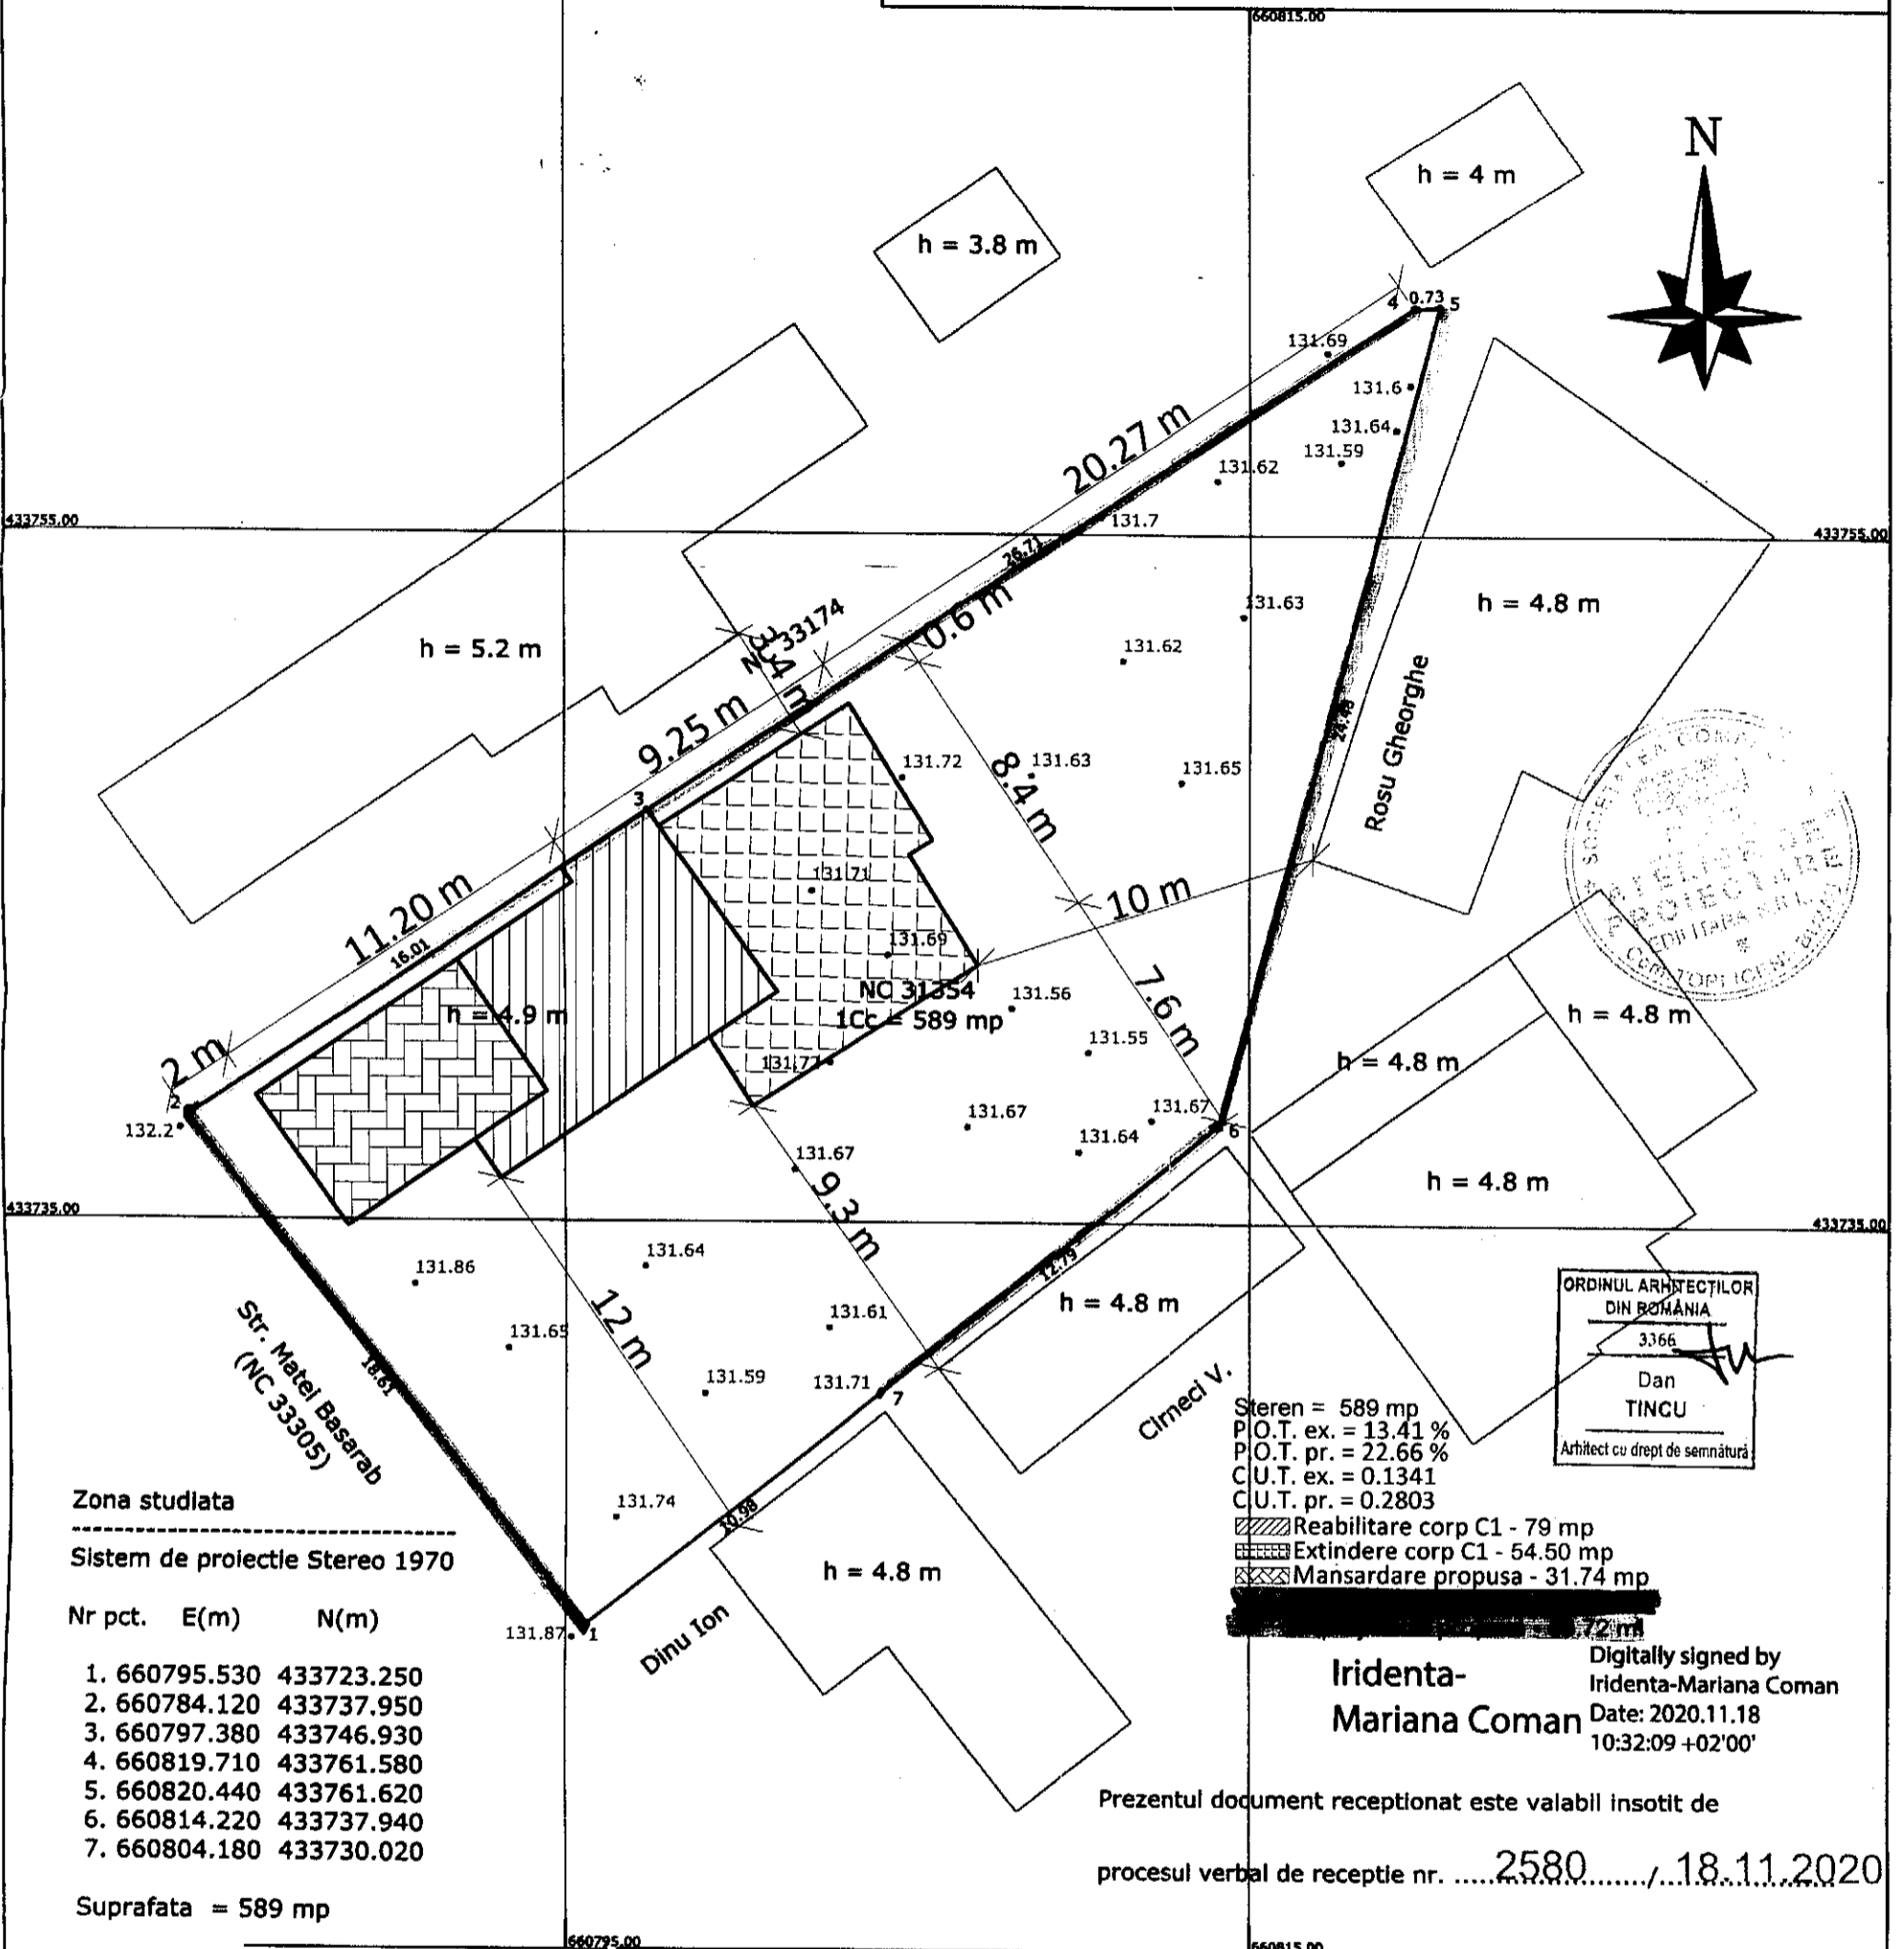 660815.00
N
h = 4 m
h = 3.8 m
4 0.73 5
131.69
131.6
131.64
131.59
20.27 m
131.62
433755.00
131.7
433755.00
26.71
0.6 m
131.63
h = 4.8 m
NC 33174
3.4 m
h = 5.2 m
131.62
9.25 m
24.48
Rosu Gheorghe
131.72
131.63
131.65
8.4 m
3
131.71
11.20 m
16.01
10 m
131.69
NC 31354
1Cc = 589 mp
131.56
7.6 m
h = 4.9 m
h = 4.8 m
131.55
h = 4.8 m
131.77
2 m
2
132.2
131.67
131.67
6
131.64
131.67
h = 4.8 m
9.3 m
433735.00
433735.00
131.64
131.86
12.79
h = 4.8 m
12 m
131.61
131.65
Str. Matei Basarab
(NC 33305)
18.61
131.59
131.71
7
Cirneci V.
ORDINUL ARHITECȚILOR
DIN ROMÂNIA
3366
Dan
TINCU
Arhitect cu drept de semnătură
Steren = 589 mp
P.O.T. ex. = 13.41 %
P.O.T. pr. = 22.66 %
C.U.T. ex. = 0.1341
C.U.T. pr. = 0.2803
Reabilitare corp C1 - 79 mp
Extindere corp C1 - 54.50 mp
Mansardare propusa - 31.74 mp
131.74
10.98
h = 4.8 m
131.87
1
Dinu Ion
Zona studiata
Sistem de proiectie Stereo 1970
Nr pct. E(m) N(m)
1. 660795.530 433723.250
2. 660784.120 433737.950
3. 660797.380 433746.930
4. 660819.710 433761.580
5. 660820.440 433761.620
6. 660814.220 433737.940
7. 660804.180 433730.020
Suprafata = 589 mp
Iridenta-
Mariana Coman
Digitally signed by
Iridenta-Mariana Coman
Date: 2020.11.18
10:32:09 +02'00'
Prezentul document receptionat este valabil insotit de
procesul verbal de receptie nr. .....2580......../..18.11.2020
660795.00
660815.00